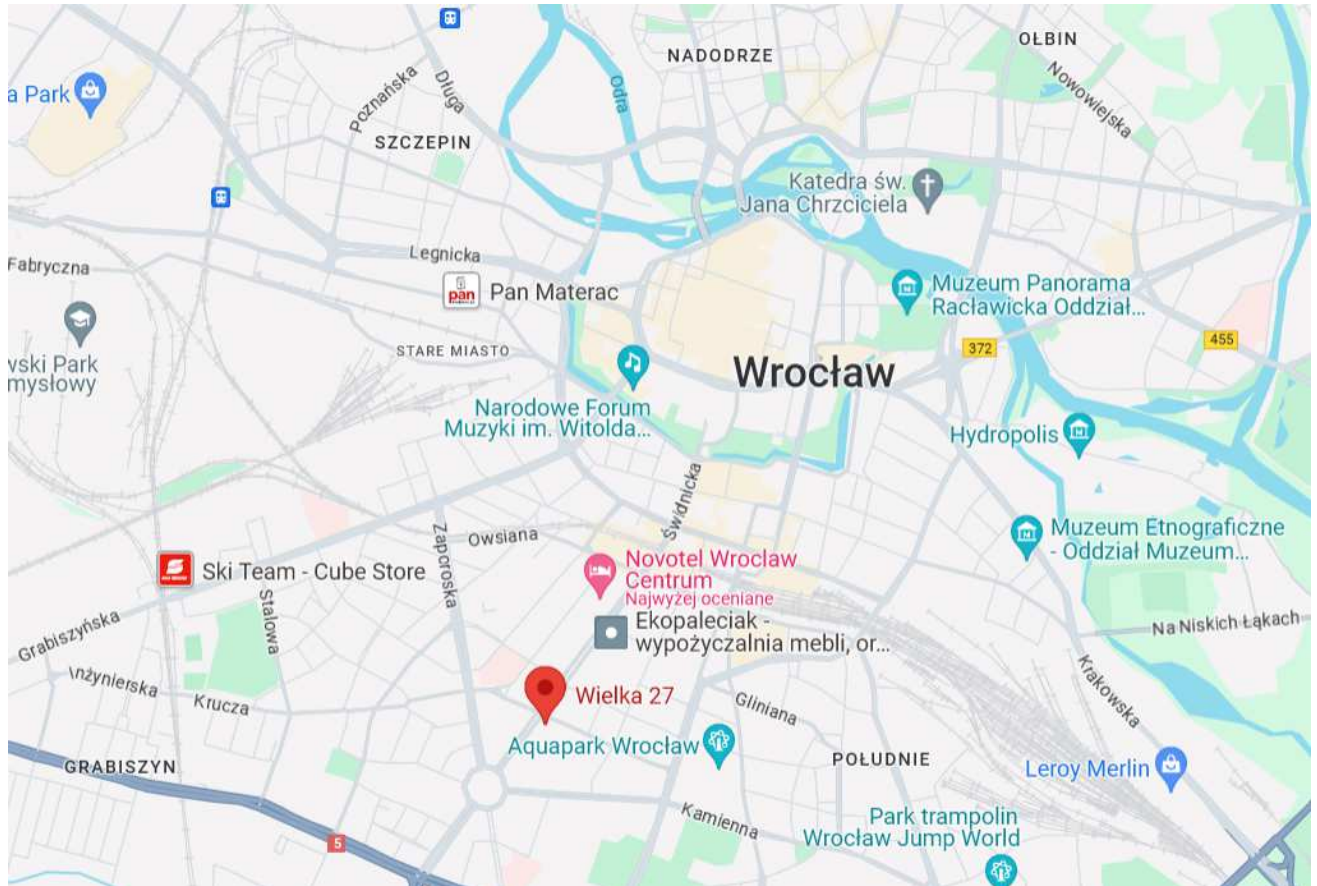 NADODRZE
OŁBIN
Nowowiejska
a Park
Poznańska
Długa
Odra
SZCZEPIN
Katedra św.
Jana Chrzciciela
Legnicka
Fabryczna
pan
Pan Materac
Muzeum Panorama
Racławicka Oddział...
wski Park
mysłowy
STARE MIASTO
Wrocław
372
455
Narodowe Forum
Muzyki im. Witolda...
Hydropolis
Świdnicka
Zaporoska
Owsiana
Muzeum Etnograficzne
- Oddział Muzeum...
Ski Team - Cube Store
Novotel Wroclaw
Centrum
Najwyżej oceniane
Stalowa
Ekopaleciak -
wypożyczalnia mebli, or...
Grabiszyńska
Na Niskich Łąkach
Inżynierska
Krucza
Wielka 27
Gliniana
Krakowska
Aquapark Wrocław
GRABISZYN
POŁUDNIE
Leroy Merlin
Kamienna
Park trampolin
Wrocław Jump World
5